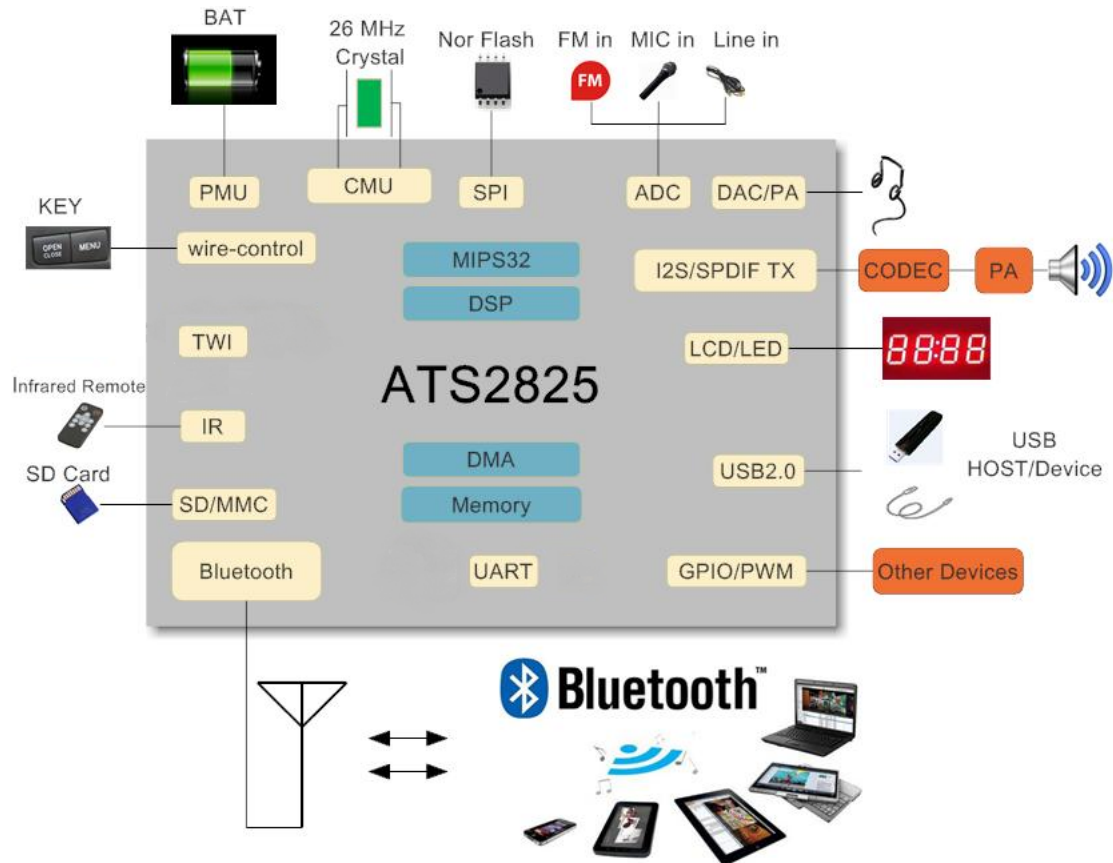 BAT
26 MHz
Crystal
Nor Flash
FM in
MIC in
Line in
FM
PMU
CMU
SPI
ADC
DAC/PA
KEY
OPEN
CLOSE
MENU
wire-control
MIPS32
I2S/SPDIF TX
CODEC
PA
DSP
TWI
LCD/LED
88:88
ATS2825
Infrared Remote
IR
USB
HOST/Device
DMA
USB2.0
SD Card
SD/MMC
Memory
Bluetooth
UART
GPIO/PWM
Other Devices
Bluetooth™